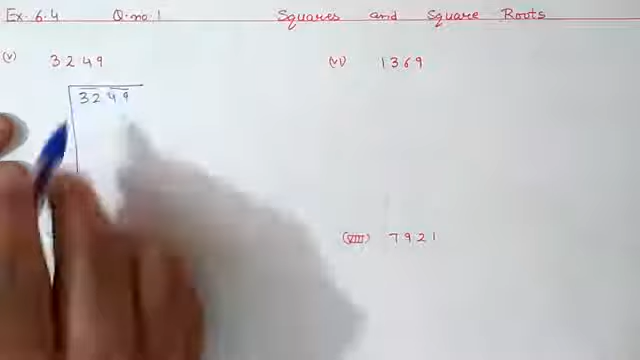 Ex. 6.4 Q.no.1 Squares and Square Roots
(v) 3249 (vi) 1369
3249
(VIII) 7921